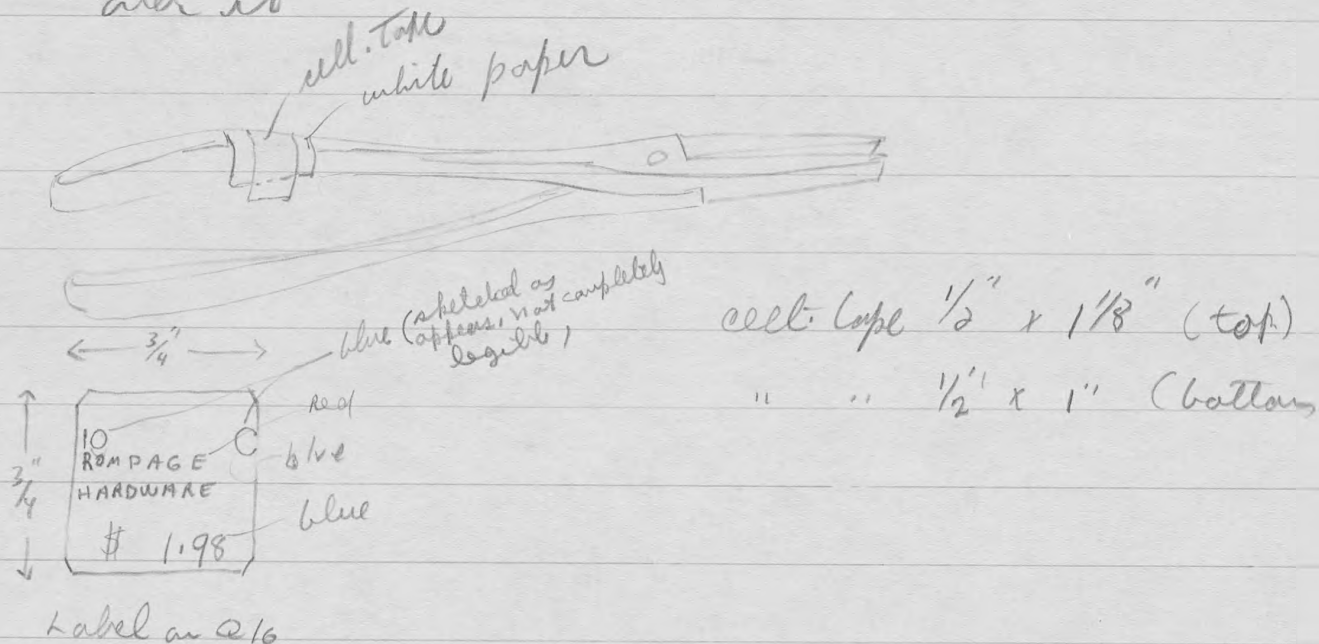 cell. Tape
white paper
3/4"
blue (sketched as
appears, not completely
legible)
cell. tape 1/2" x 1 1/8" (top)
" " 1/2" x 1" (bottom
3/4"
10 C
Red
ROMPAGE
blue
HARDWARE
$ 1.98
blue
Label on Q16